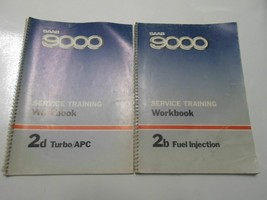 SAAB
9000
SERVICE TRAINING
Workbook
2d Turbo/APC
SAAB
9000
SERVICE TRAINING
Workbook
2b Fuel Injection